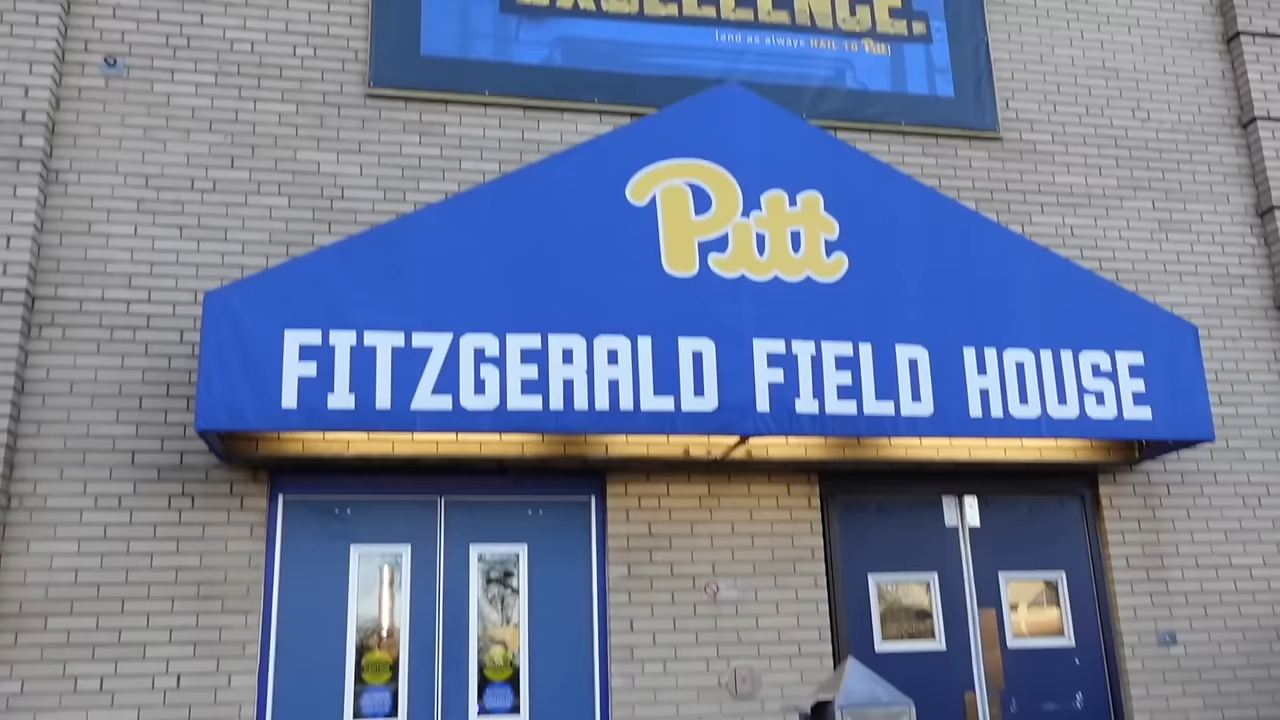 EXCELLENCE.
[and as always HAIL TO Pitt]
Pitt
FITZGERALD FIELD HOUSE